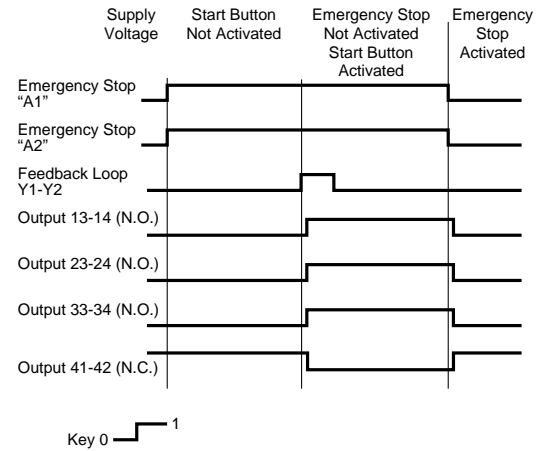 Supply
Voltage
Start Button
Not Activated
Emergency Stop
Not Activated
Start Button
Activated
Emergency
Stop
Activated
Emergency Stop
“A1”
Emergency Stop
“A2”
Feedback Loop
Y1-Y2
Output 13-14 (N.O.)
Output 23-24 (N.O.)
Output 33-34 (N.O.)
Output 41-42 (N.C.)
Key 0
1